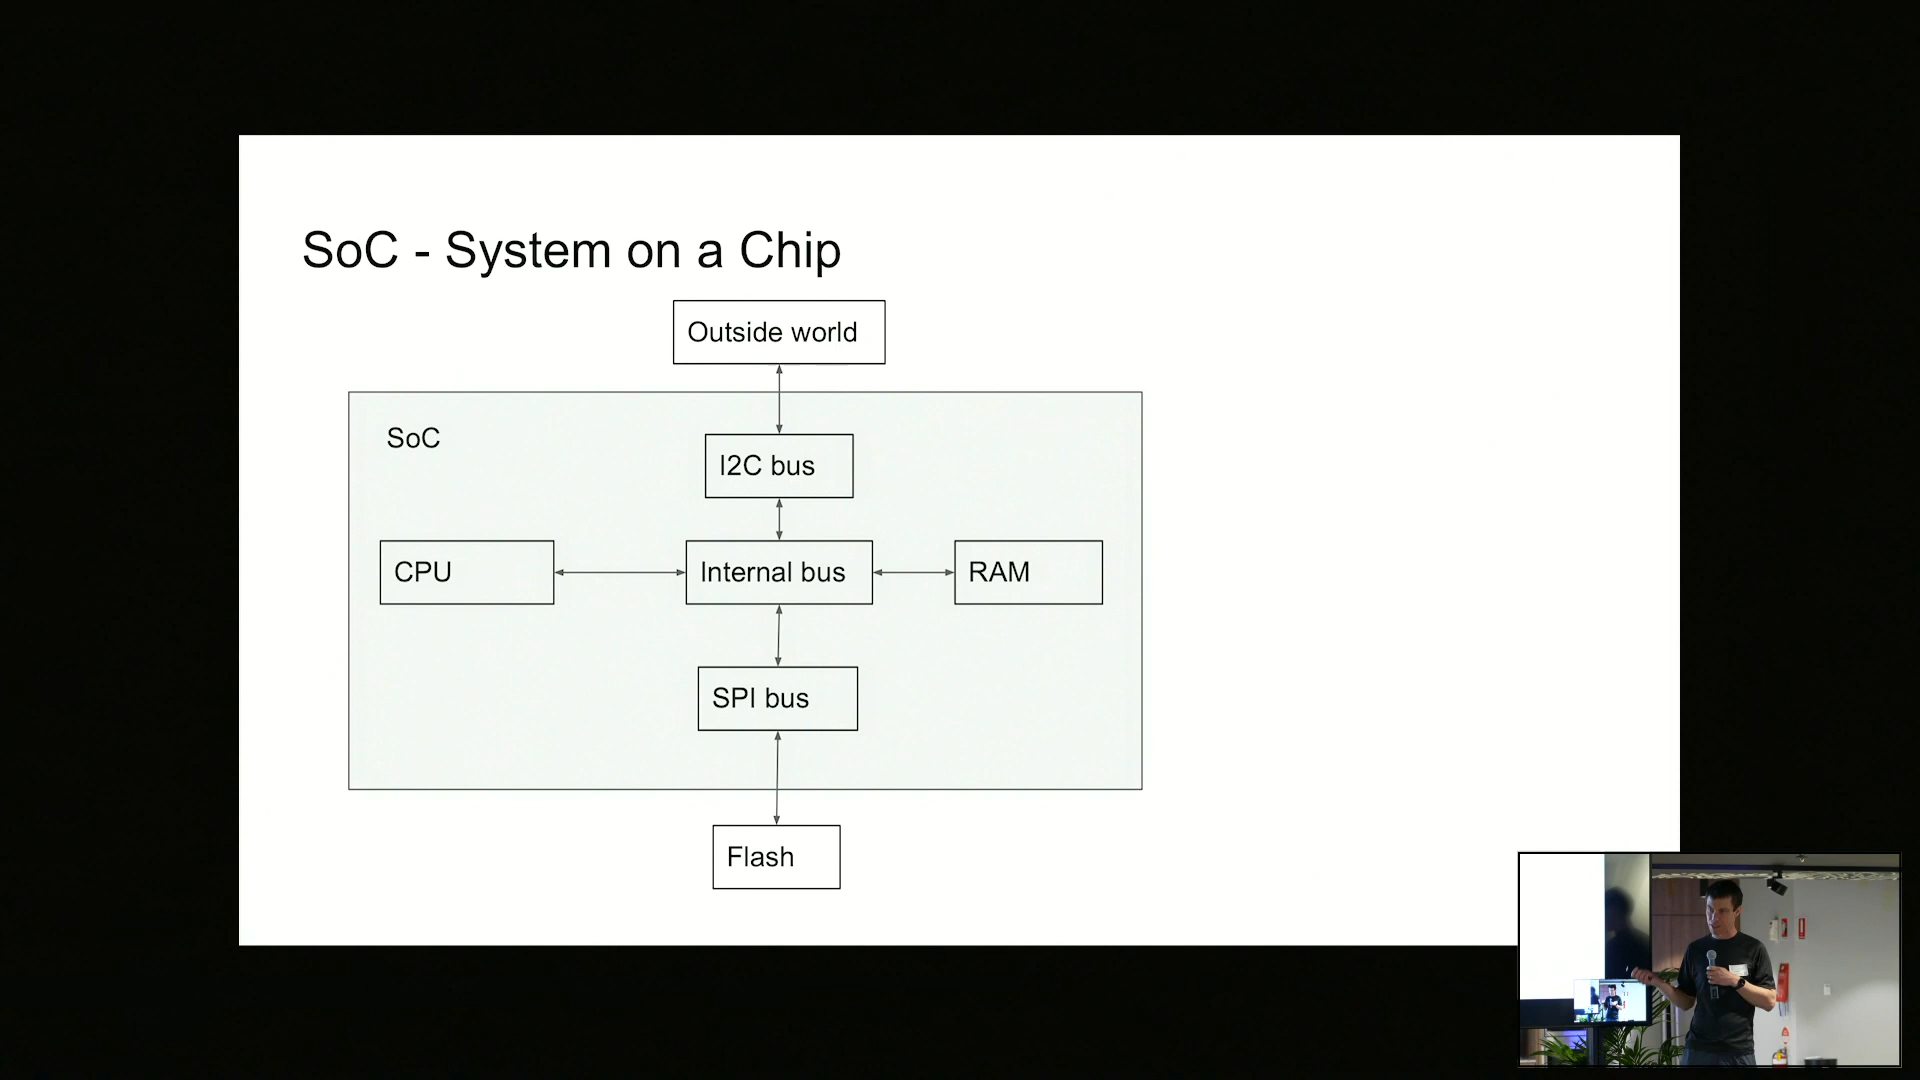 SoC - System on a Chip
Outside world
SoC
I2C bus
CPU
Internal bus
RAM
SPI bus
Flash